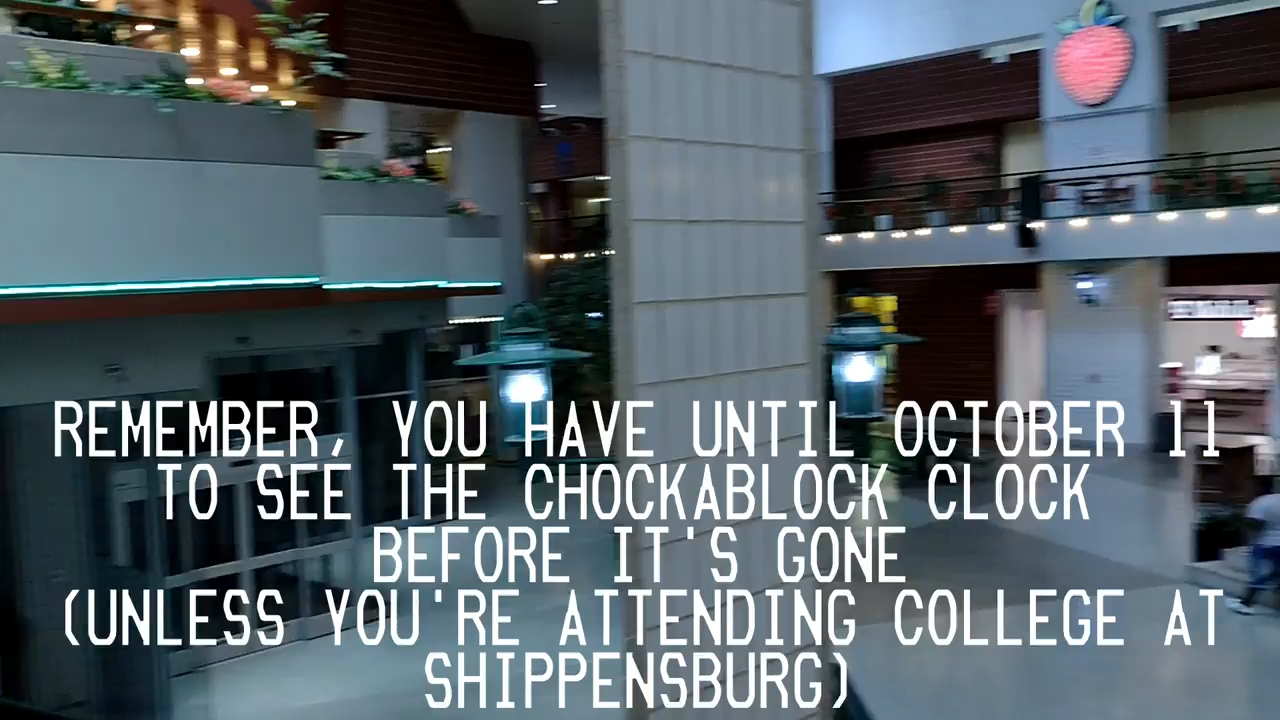 REMEMBER, YOU HAVE UNTIL OCTOBER 11
TO SEE THE CHOCKABLOCK CLOCK
BEFORE IT'S GONE
(UNLESS YOU'RE ATTENDING COLLEGE AT
SHIPPENSBURG)